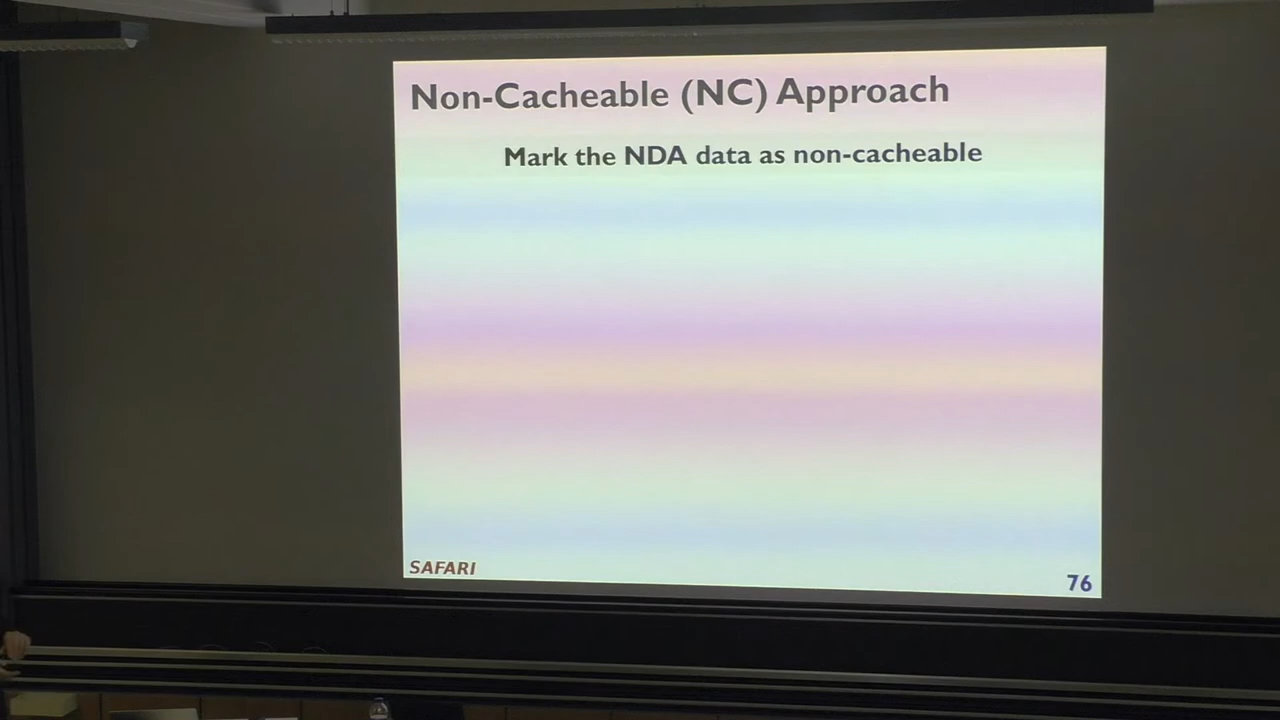 Non-Cacheable (NC) Approach
Mark the NDA data as non-cacheable
SAFARI
76